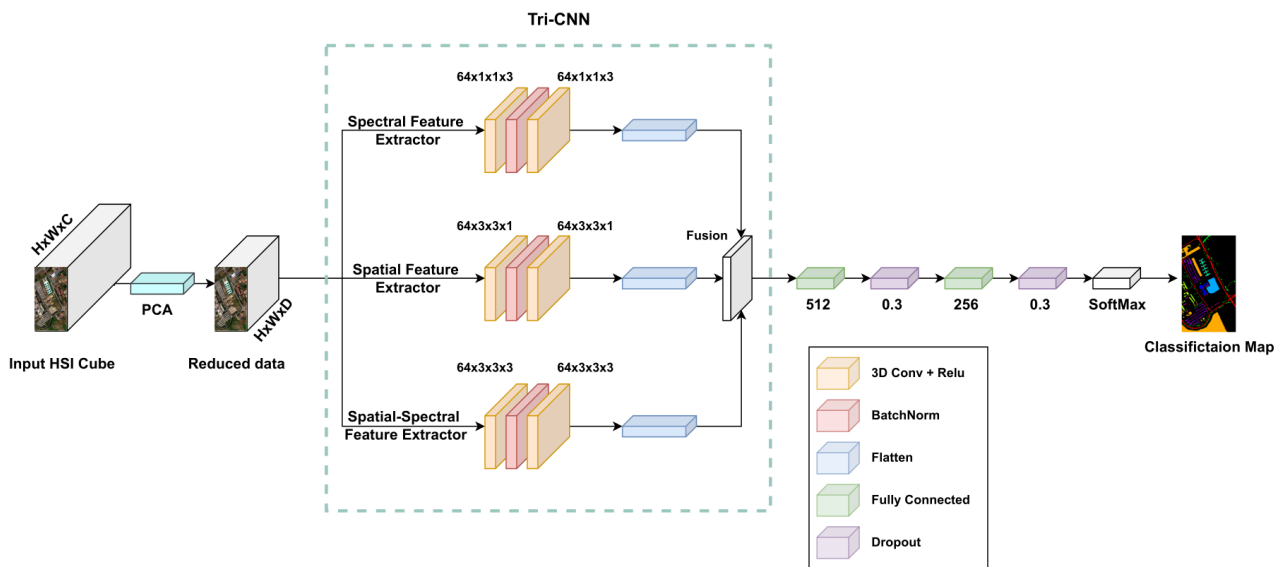 Tri-CNN
64x1x1x3
64x1x1x3
Spectral Feature
Extractor
HxWxC
PCA
HxWxD
Input HSI Cube
Reduced data
64x3x3x1
64x3x3x1
Spatial Feature
Extractor
Fusion
64x3x3x3
64x3x3x3
Spatial-Spectral
Feature Extractor
512
0.3
256
0.3
SoftMax
Classifictaion Map
3D Conv + Relu
BatchNorm
Flatten
Fully Connected
Dropout